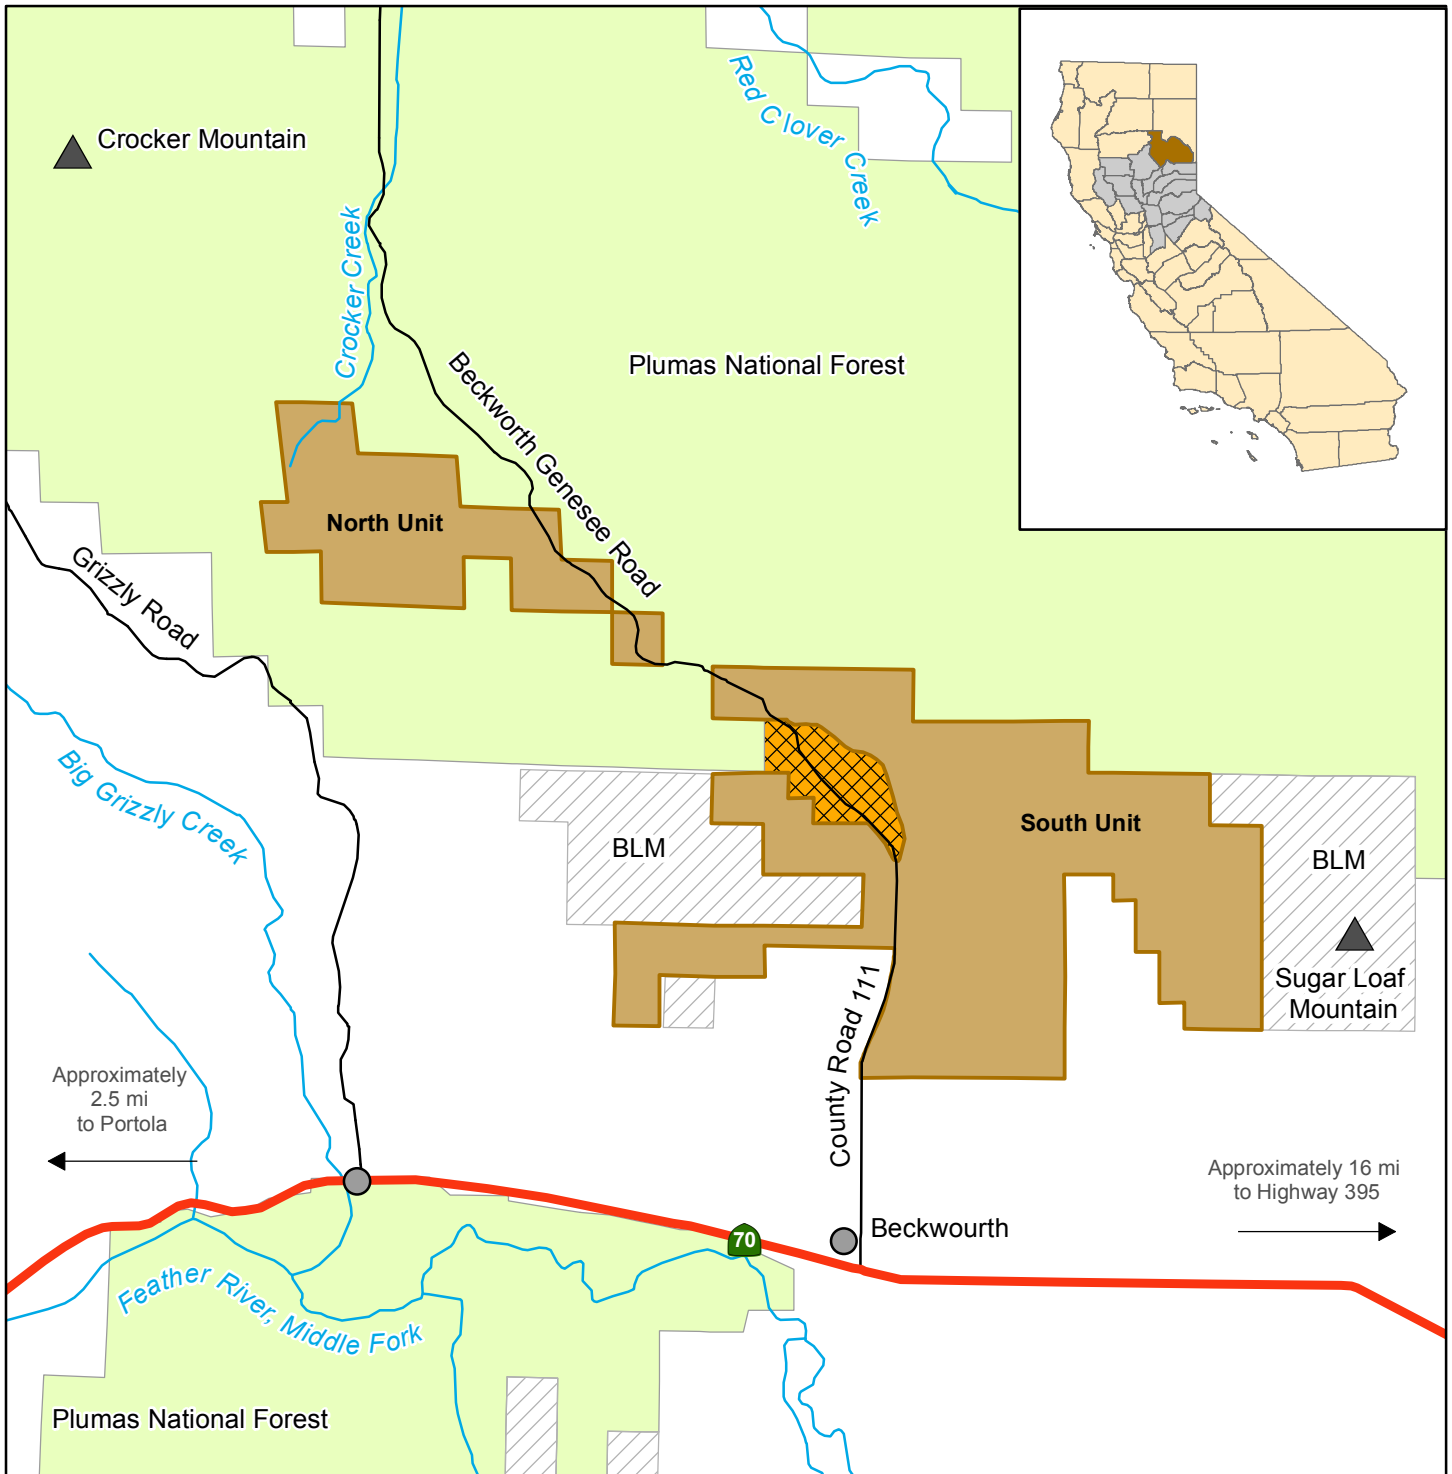 Crocker Mountain
Red Clover Creek
Crocker Creek
Plumas National Forest
Beckworth Genesee Road
North Unit
Grizzly Road
Big Grizzly Creek
BLM
South Unit
BLM
Sugar Loaf
Mountain
County Road 111
Approximately
2.5 mi
to Portola
Approximately 16 mi
to Highway 395
Beckwourth
70
Feather River, Middle Fork
Plumas National Forest